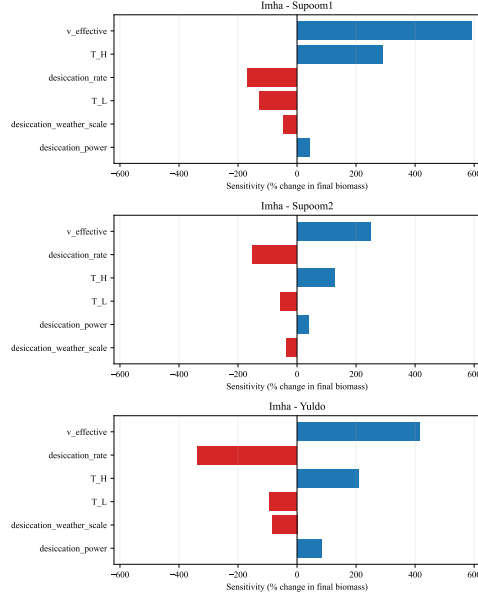 Imha - Supoom1
v_effective
T_H
desiccation_rate
T_L
desiccation_weather_scale
desiccation_power
−600 −400 −200 0 200 400 600
Sensitivity (% change in final biomass)
Imha - Supoom2
v_effective
desiccation_rate
T_H
T_L
desiccation_power
desiccation_weather_scale
−600 −400 −200 0 200 400 600
Sensitivity (% change in final biomass)
Imha - Yuldo
v_effective
desiccation_rate
T_H
T_L
desiccation_weather_scale
desiccation_power
−600 −400 −200 0 200 400 600
Sensitivity (% change in final biomass)